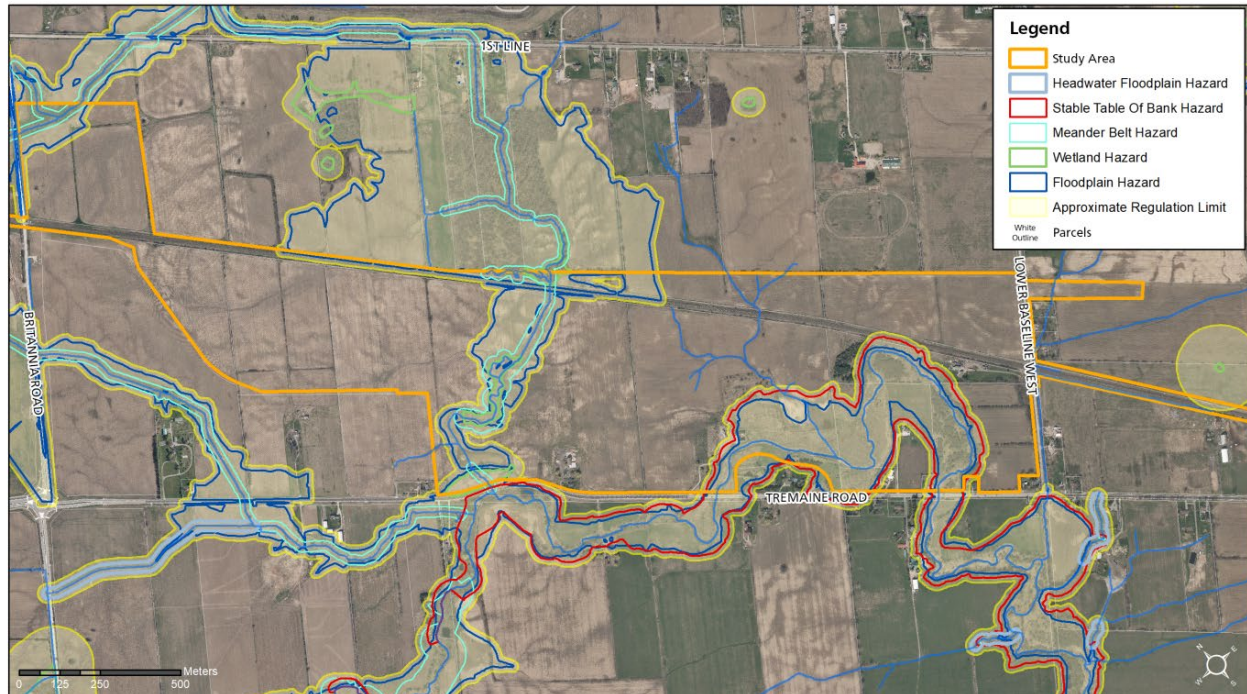 1ST LINE
Legend
Study Area
Headwater Floodplain Hazard
Stable Table Of Bank Hazard
Meander Belt Hazard
Wetland Hazard
Floodplain Hazard
Approximate Regulation Limit
White
Outline
Parcels
BRITANNIA ROAD
LOWER BASELINE WEST
TREMAINE ROAD
Meters
0 125 250 500
N
E
W
S